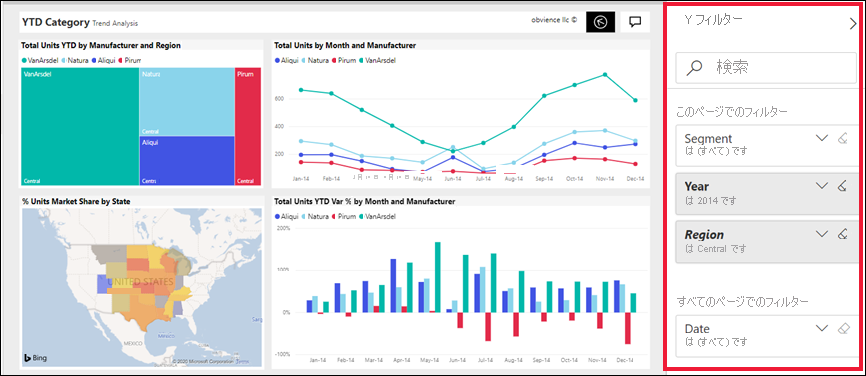 YTD Category Trend Analysis
obvience llc ©
Total Units YTD by Manufacturer and Region
VanArsdel Natura Aliqui Pirum
VanArsdel
Natura
Pirum
Central
Aliqui
Central
Centra
Central
Total Units by Month and Manufacturer
Aliqui Natura Pirum VanArsdel
600
400
200
Jan-14 Feb-14 May-14 Jun-14 Jul-14 Aug-14 Sep-14 Oct-14 Nov-14 Dec-14
% Units Market Share by State
UNITED STATES
MEXICO
MEXICO
Bing
© 2020 Microsoft Corporation Terms
Total Units YTD Var % by Month and Manufacturer
Aliqui Natura Pirum VanArsdel
200%
100%
0%
-100%
Jan-14 Feb-14 Mar-14 Apr-14 May-14 Jun-14 Jul-14 Aug-14 Sep-14 Oct-14 Nov-14 Dec-14
Y フィルター
検索
このページでのフィルター
Segment
は (すべて) です
Year
は 2014 です
Region
は Central です
すべてのページでのフィルター
Date
は (すべて) です